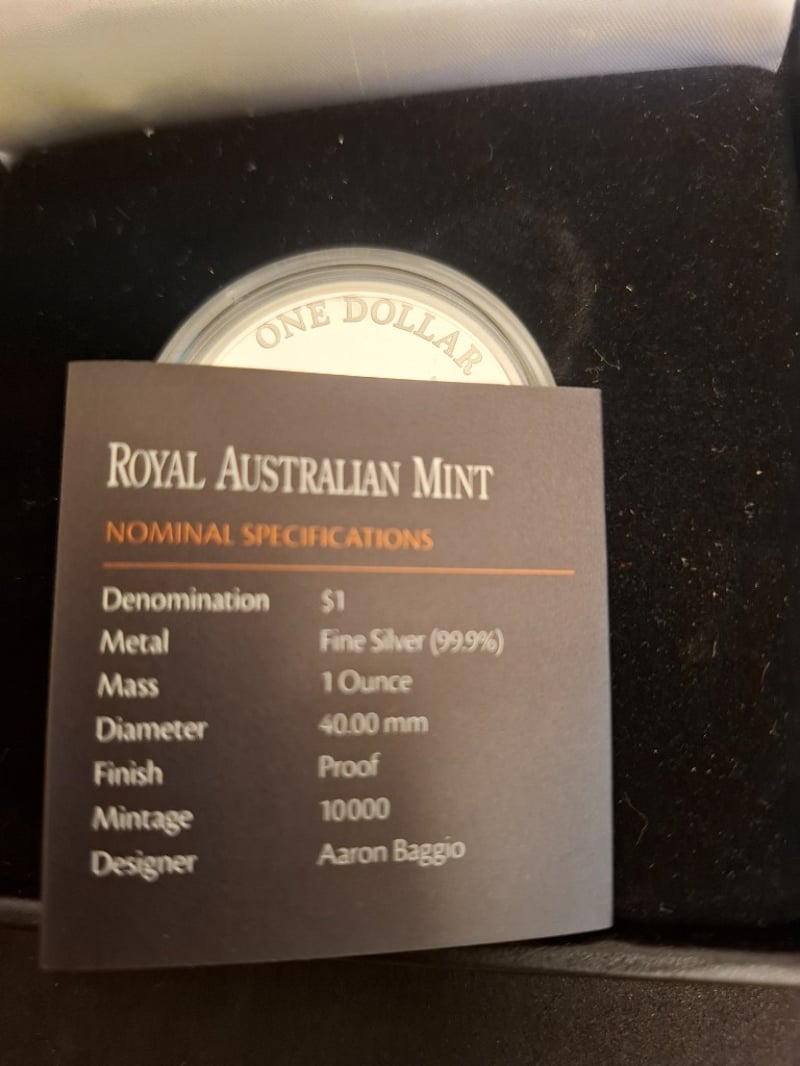 ONE DOLLAR
ROYAL AUSTRALIAN MINT
NOMINAL SPECIFICATIONS
Denomination $1
Metal Fine Silver (99.9%)
Mass 1 Ounce
Diameter 40.00 mm
Finish Proof
Mintage 10000
Designer Aaron Baggio